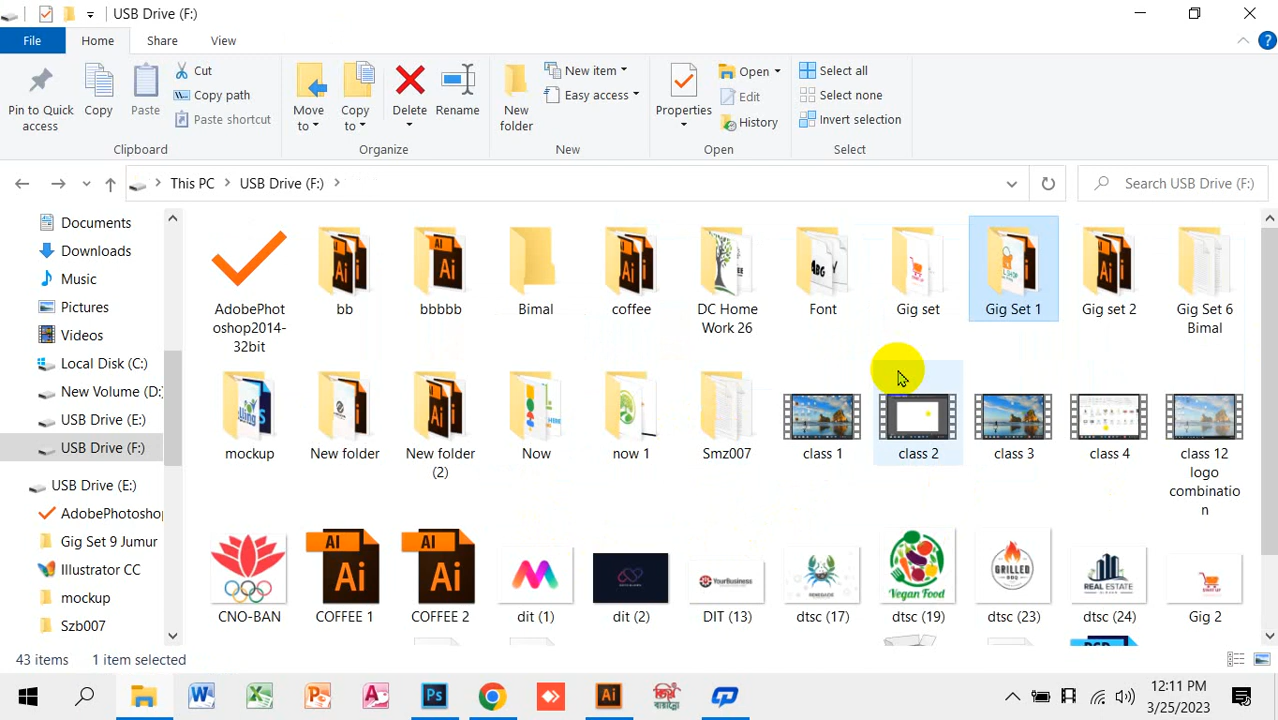 USB Drive (F:)
File Home Share View
Pin to Quick access
Copy
Paste
Cut
Copy path
Paste shortcut
Clipboard
Move to
Copy to
Delete
Rename
Organize
New folder
New item
Easy access
New
Properties
Open
Edit
History
Open
Select all
Select none
Invert selection
Select
This PC > USB Drive (F:) >
Search USB Drive (F:)
Documents
Downloads
Music
Pictures
Videos
Local Disk (C:)
New Volume (D:
USB Drive (E:)
USB Drive (F:)
USB Drive (E:)
AdobePhotosho
Gig Set 9 Jumur
Illustrator CC
mockup
Szb007
AdobePhot
oshop2014-
32bit
bb
bbbbb
Bimal
coffee
DC Home
Work 26
Font
Gig set
Gig Set 1
Gig set 2
Gig Set 6
Bimal
mockup
New folder
New folder
(2)
Now
now 1
Smz007
class 1
class 2
class 3
class 4
class 12
logo
combinatio
n
CNO-BAN
COFFEE 1
COFFEE 2
dit (1)
dit (2)
DIT (13)
dtsc (17)
dtsc (19)
dtsc (23)
dtsc (24)
Gig 2
AI
Ai
AI
Ai
YourBusiness
RENEGADE
Vegan Food
GRILLED
BBQ
REAL ESTATE
43 items 1 item selected
12:11 PM
3/25/2023